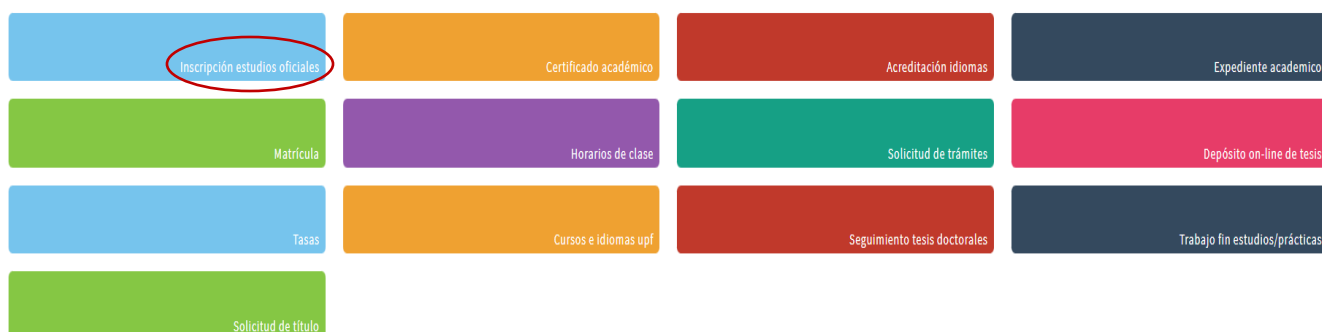 Inscripción estudios oficiales
Certificado académico
Acreditación idiomas
Expediente academico
Matrícula
Horarios de clase
Solicitud de trámites
Depósito on-line de tesis
Tasas
Cursos e idiomas upf
Seguimiento tesis doctorales
Trabajo fin estudios/prácticas
Solicitud de título